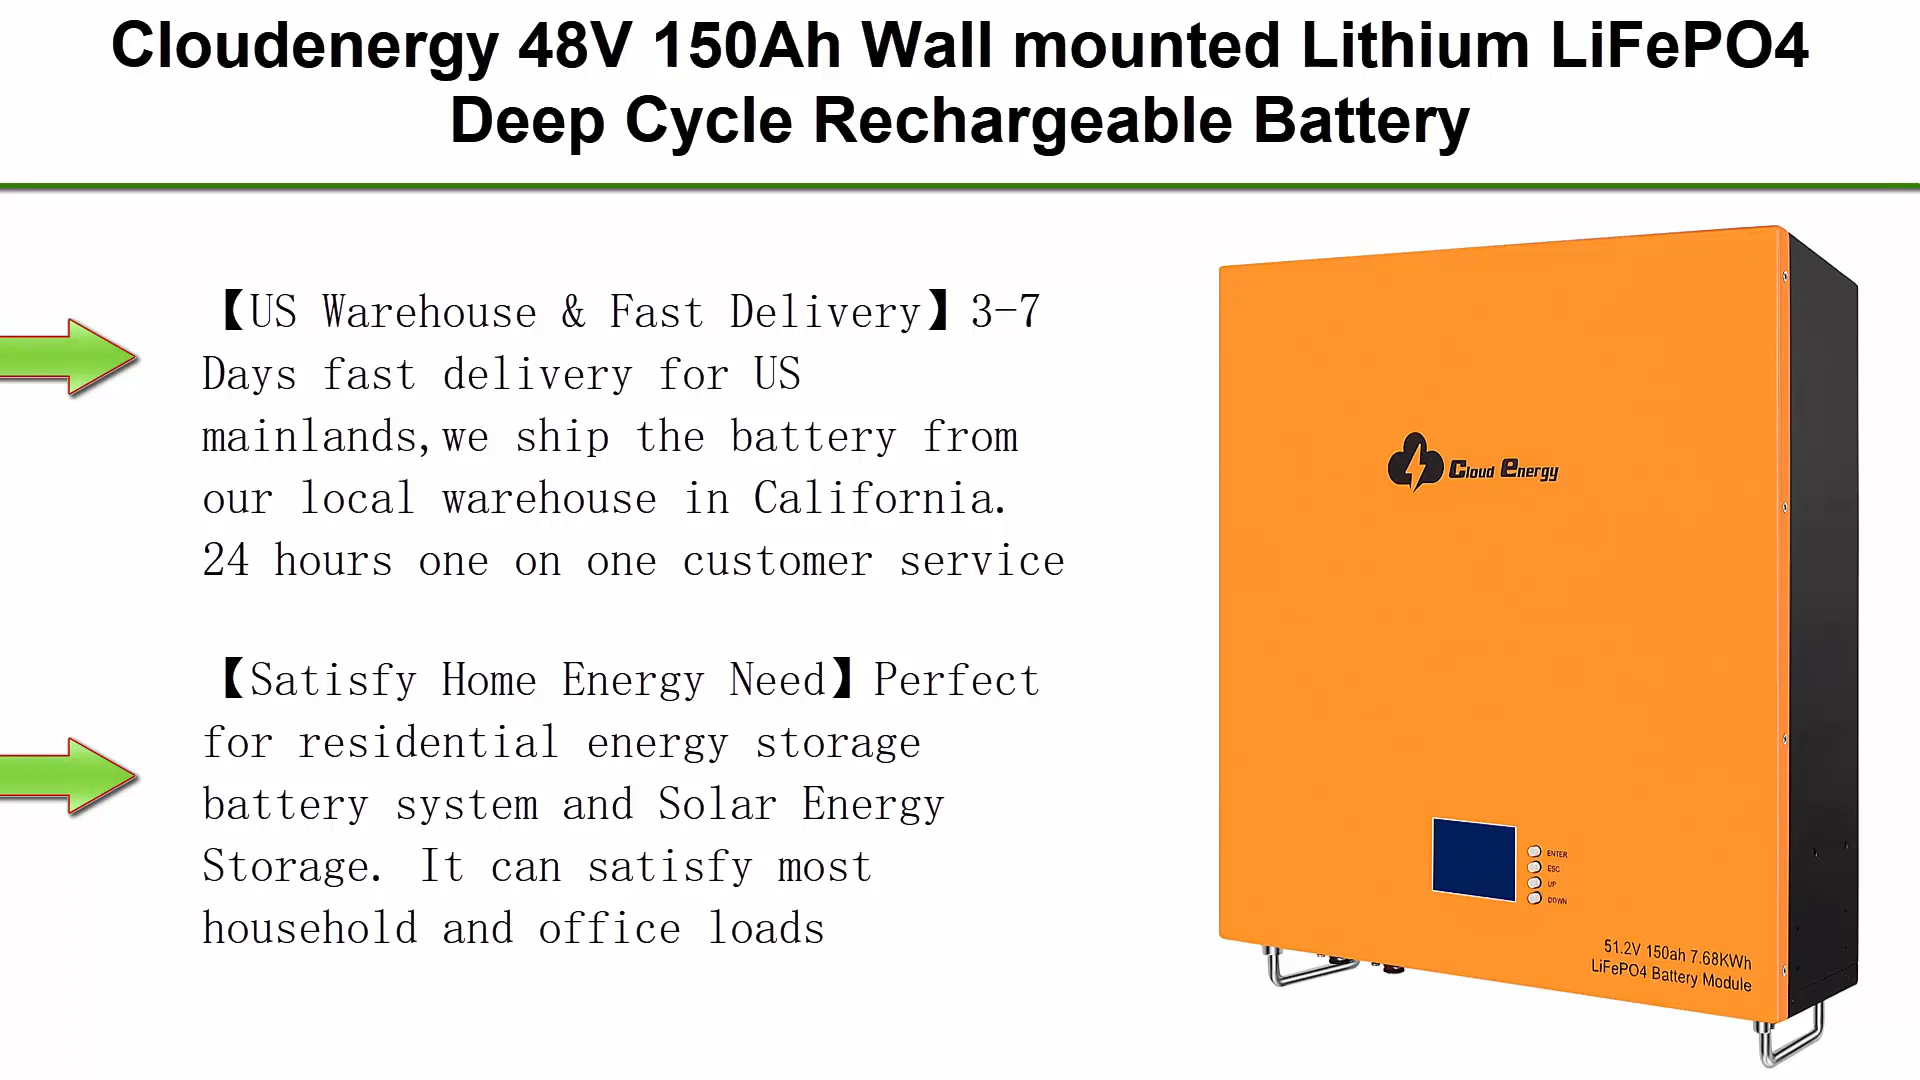 Cloudenergy 48V 150Ah Wall mounted Lithium LiFePO4
Deep Cycle Rechargeable Battery
【US Warehouse & Fast Delivery】3-7
Days fast delivery for US
mainlands,we ship the battery from
our local warehouse in California.
24 hours one on one customer service
【Satisfy Home Energy Need】Perfect
for residential energy storage
battery system and Solar Energy
Storage. It can satisfy most
household and office loads
Cloud Energy
ENTER
ESC
UP
DOWN
51.2V 150ah 7.68KWh
LiFePO4 Battery Module